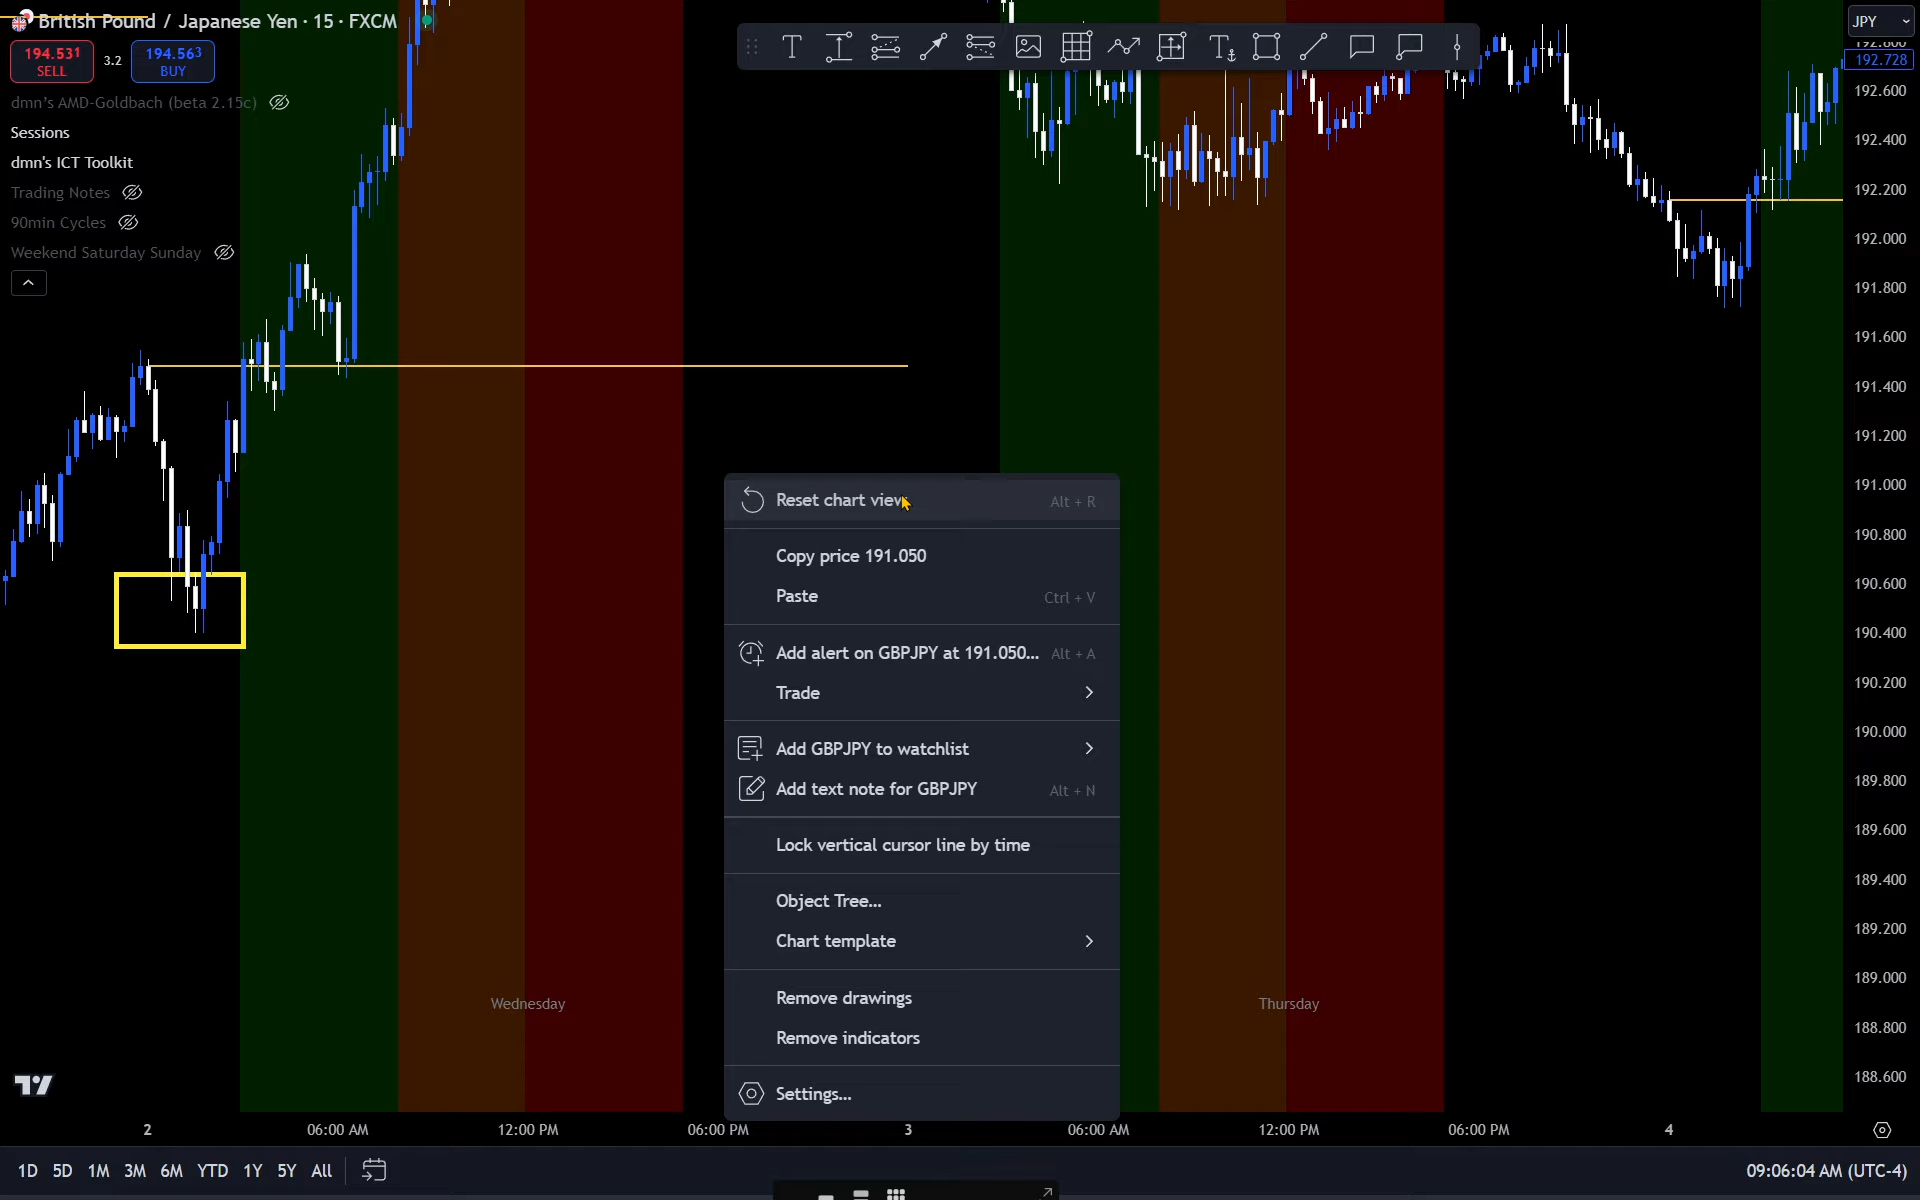 British Pound / Japanese Yen · 15 · FXCM
194.531
SELL
3.2
194.563
BUY
dmn's AMD-Goldbach (beta 2.15c)
Sessions
dmn's ICT Toolkit
Trading Notes
90min Cycles
Weekend Saturday Sunday
JPY
192.800
192.728
192.600
192.400
192.200
192.000
191.800
191.600
191.400
191.200
191.000
190.800
190.600
190.400
190.200
190.000
189.800
189.600
189.400
189.200
189.000
188.800
188.600
Reset chart view Alt + R
Copy price 191.050
Paste Ctrl + V
Add alert on GBPJPY at 191.050... Alt + A
Trade
Add GBPJPY to watchlist
Add text note for GBPJPY Alt + N
Lock vertical cursor line by time
Object Tree...
Chart template
Remove drawings
Remove indicators
Settings...
Wednesday
Thursday
2 06:00 AM 12:00 PM 06:00 PM 3 06:00 AM 12:00 PM 06:00 PM 4
1D 5D 1M 3M 6M YTD 1Y 5Y All
09:06:04 AM (UTC-4)